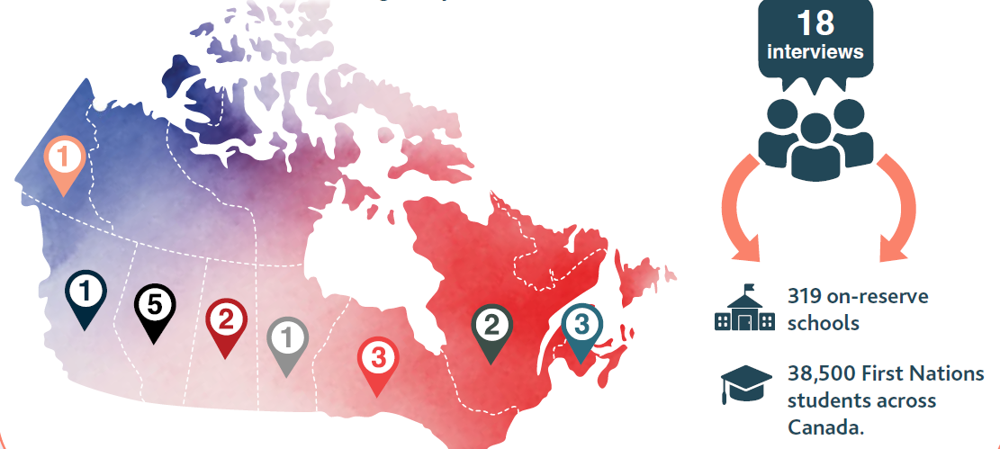 18
interviews
1
1
5
2
1
3
2
3
319 on-reserve
schools
38,500 First Nations
students across
Canada.